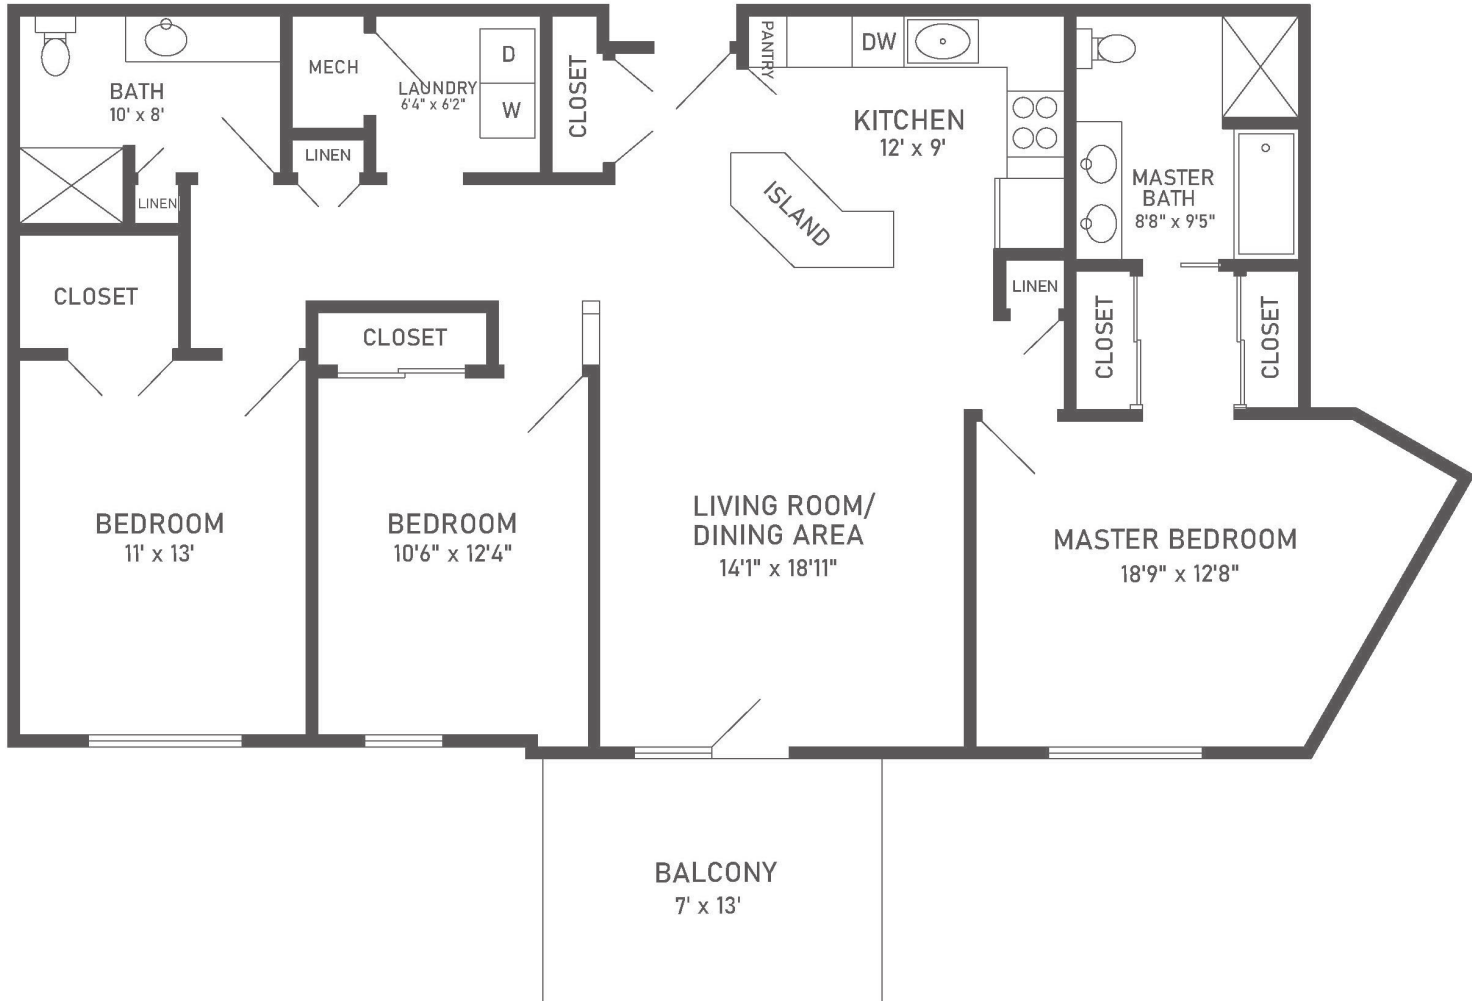 BATH
10' x 8'
MECH
LAUNDRY
6'4" x 6'2"
D
W
CLOSET
PANTRY
DW
KITCHEN
12' x 9'
ISLAND
LINEN
LINEN
MASTER
BATH
8'8" x 9'5"
CLOSET
CLOSET
LINEN
CLOSET
CLOSET
BEDROOM
11' x 13'
BEDROOM
10'6" x 12'4"
LIVING ROOM/
DINING AREA
14'1" x 18'11"
MASTER BEDROOM
18'9" x 12'8"
BALCONY
7' x 13'